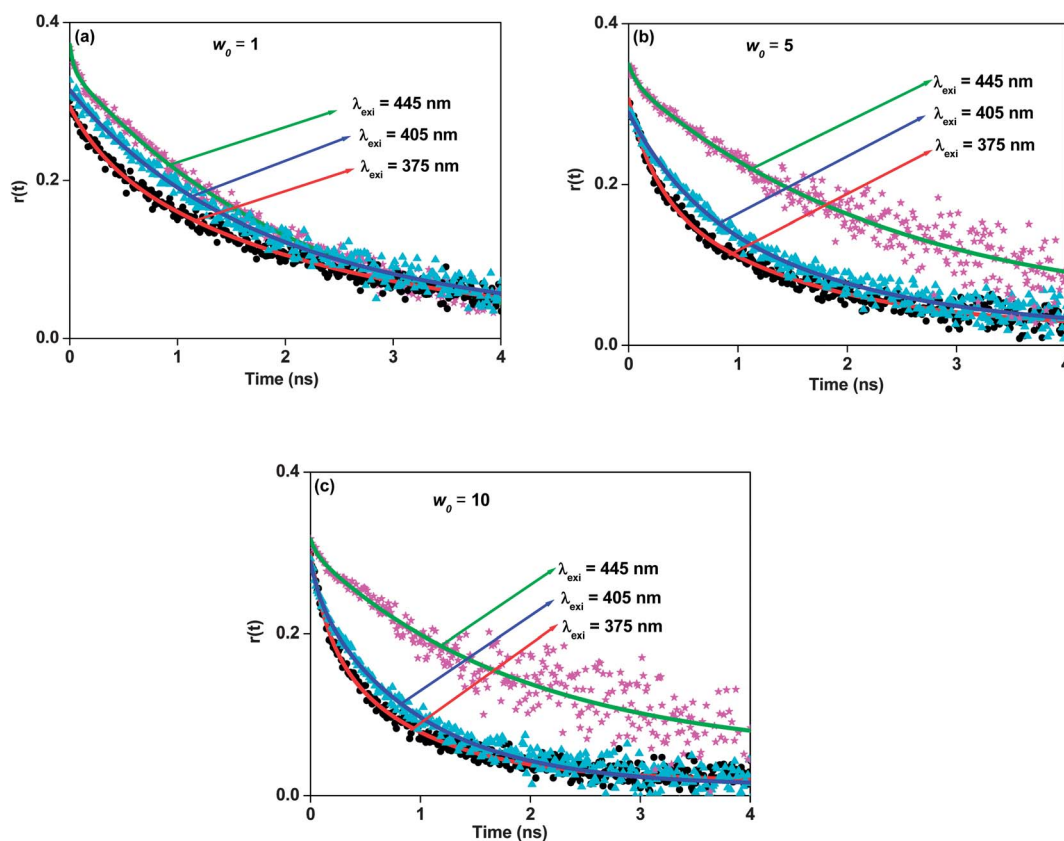 (a)
w₀ = 1
0.4
0.2
0.0
r(t)
λexi = 445 nm
λexi = 405 nm
λexi = 375 nm
0 1 2 3 4
Time (ns)
(b)
w₀ = 5
0.4
0.2
0.0
r(t)
λexi = 445 nm
λexi = 405 nm
λexi = 375 nm
0 1 2 3 4
Time (ns)
(c)
w₀ = 10
0.4
0.2
0.0
r(t)
λexi = 445 nm
λexi = 405 nm
λexi = 375 nm
0 1 2 3 4
Time (ns)